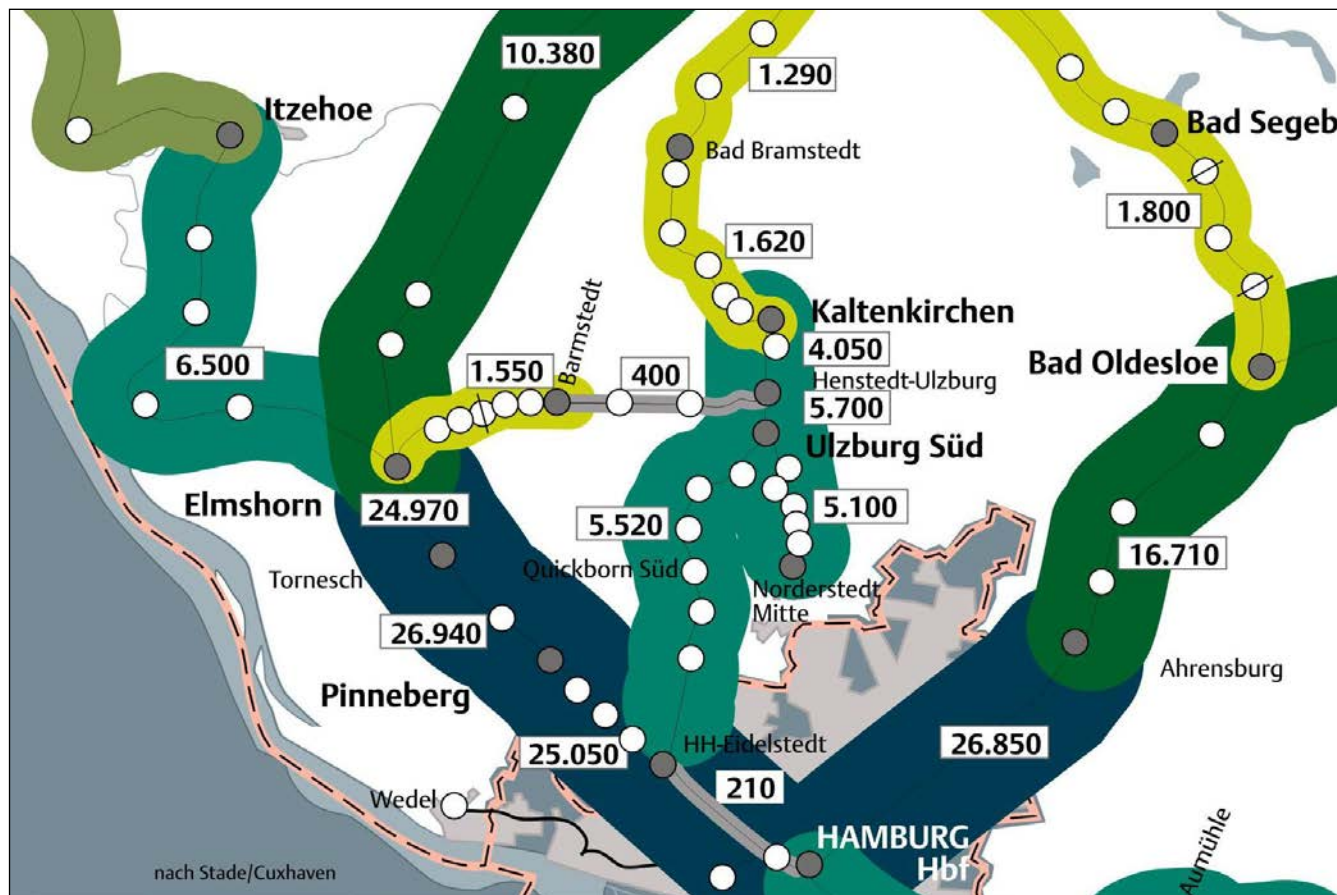 10.380
1.290
Itzehoe
Bad Segeb
Bad Bramstedt
1.800
1.620
Kaltenkirchen
4.050
Barmstedt
6.500
1.550
400
Henstedt-Ulzburg
Bad Oldesloe
5.700
Ulzburg Süd
Elmshorn
24.970
5.520
5.100
16.710
Tornesch
Quickborn Süd
Norderstedt
Mitte
26.940
Ahrensburg
Pinneberg
25.050
HH-Eidelstedt
26.850
210
Wedel
HAMBURG
Hbf
Aumühle
nach Stade/Cuxhaven